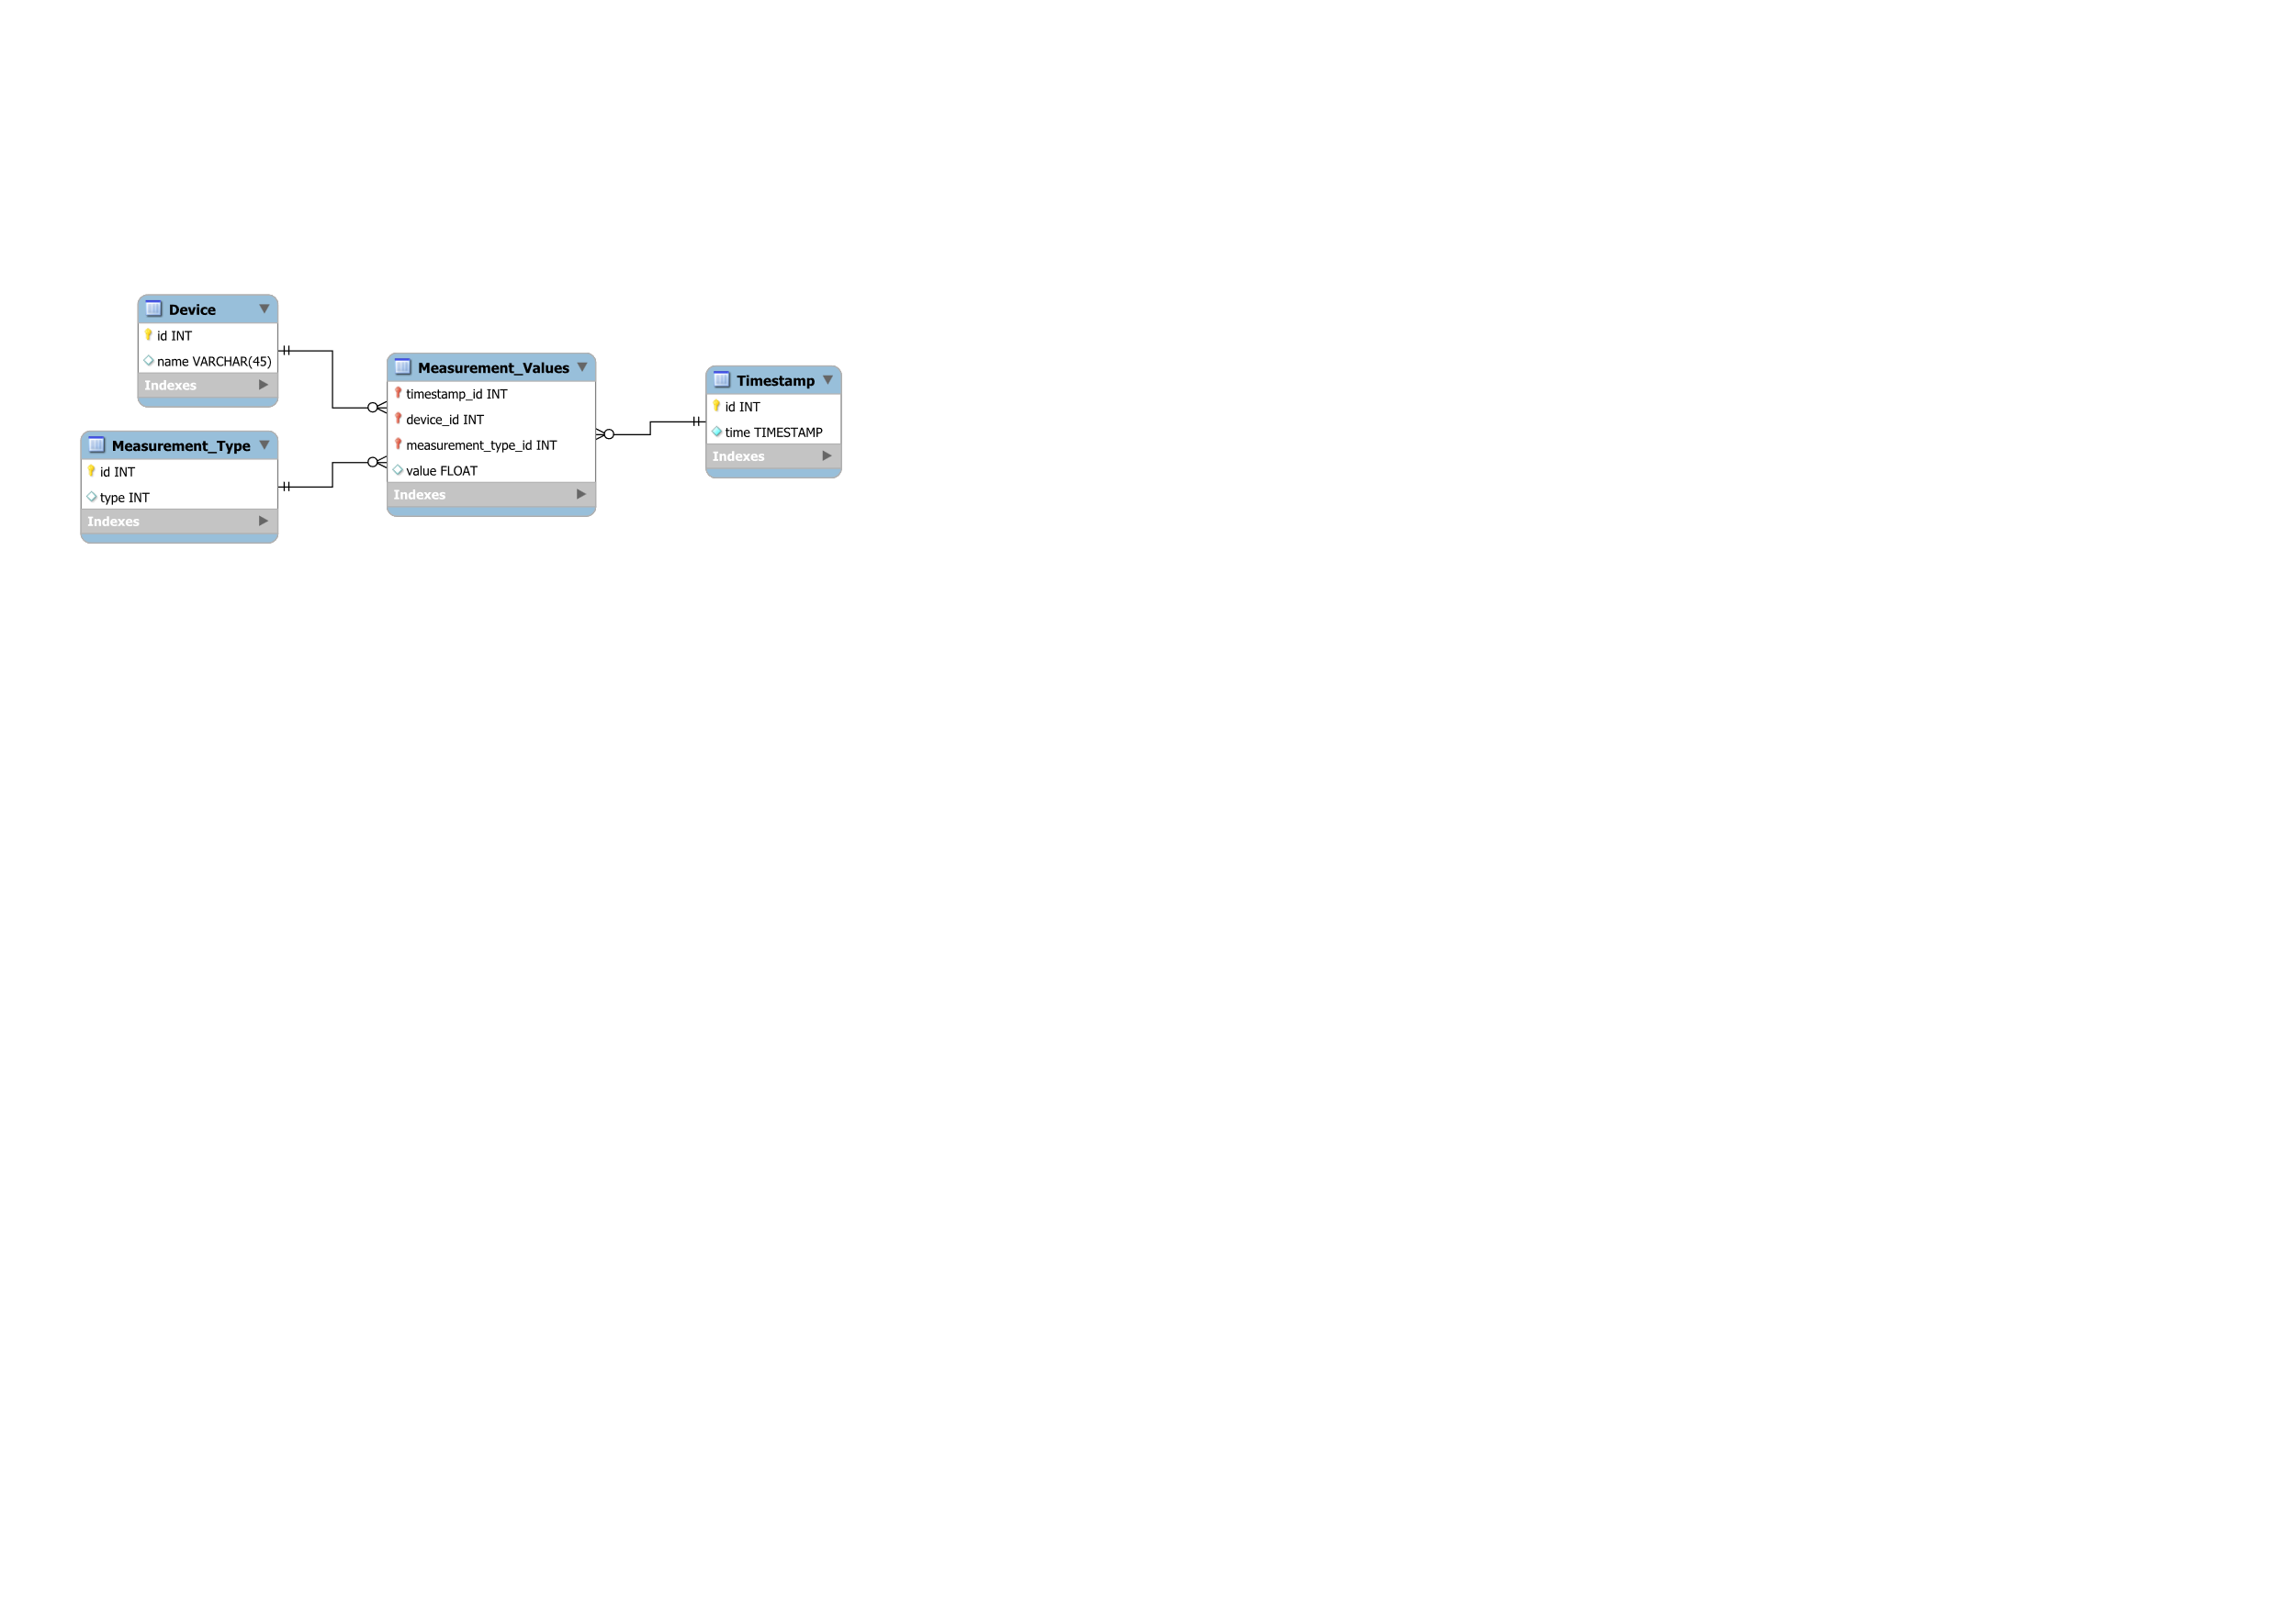 Device
id INT
name VARCHAR(45)
Indexes
Measurement_Type
id INT
type INT
Indexes
Measurement_Values
timestamp_id INT
device_id INT
measurement_type_id INT
value FLOAT
Indexes
Timestamp
id INT
time TIMESTAMP
Indexes